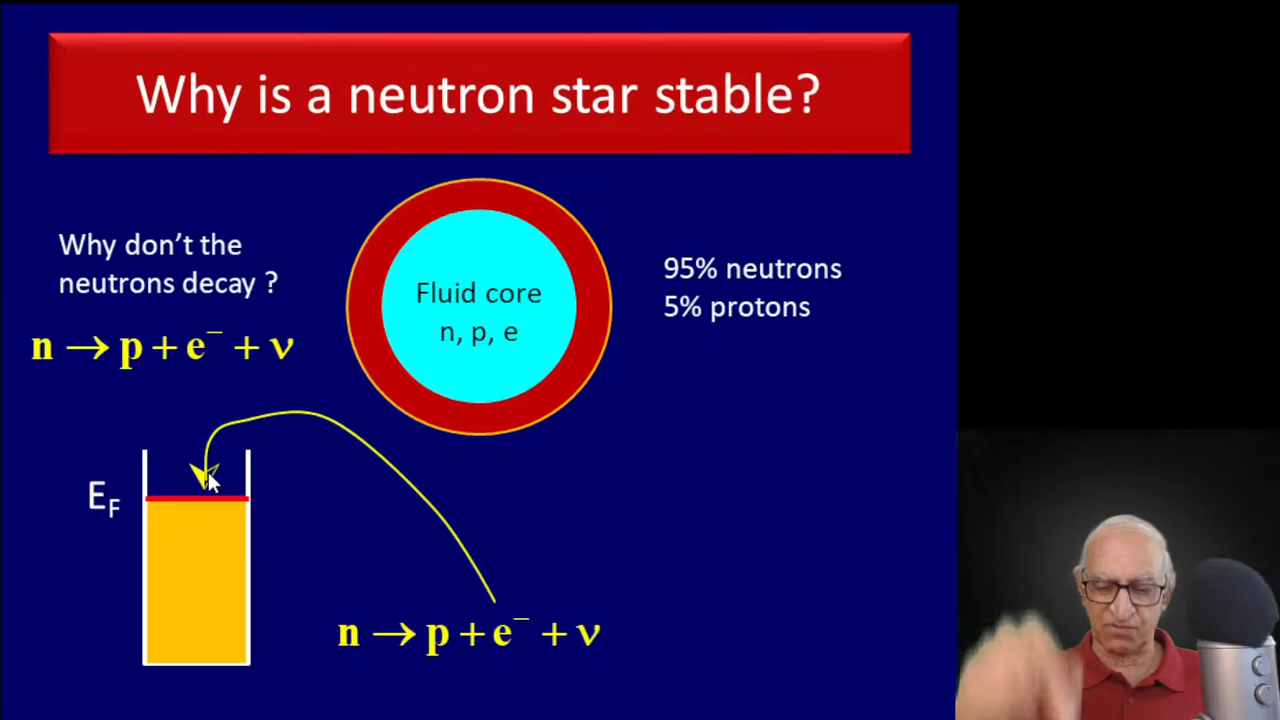 Why is a neutron star stable?
Why don’t the
neutrons decay ?
n → p + e⁻ + ν
Fluid core
n, p, e
95% neutrons
5% protons
E_F
n → p + e⁻ + ν